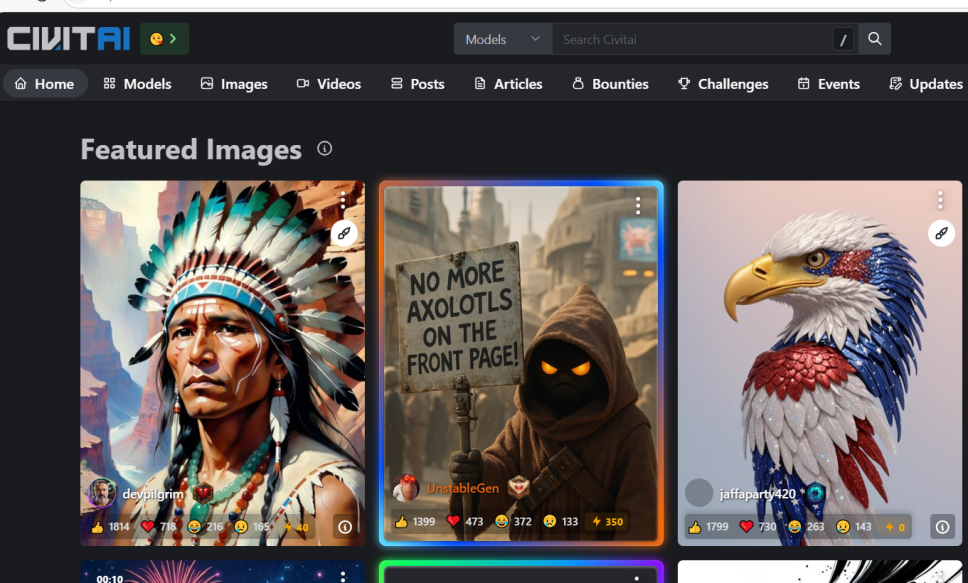 CIVITAI
Models
Search Civitai
/
Home
Models
Images
Videos
Posts
Articles
Bounties
Challenges
Events
Updates
Featured Images
NO MORE
AXOLOTLS
ON THE
FRONT PAGE!
devpilgrim
1814 718 216 165 40
UnstableGen
1399 473 372 133 350
jaffaparty420
1799 730 263 143 0
00:10